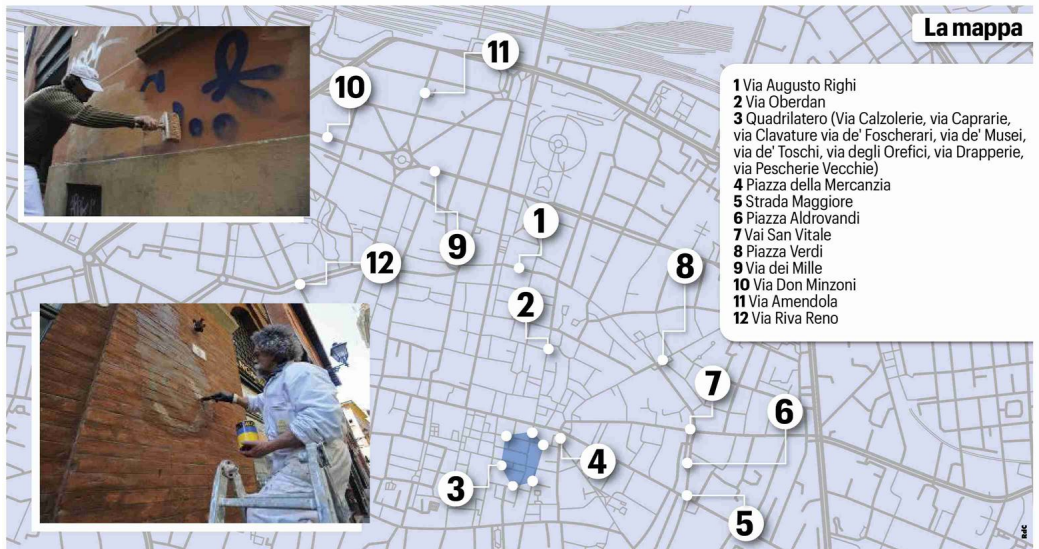 La mappa
1 Via Augusto Righi
2 Via Oberdan
3 Quadrilatero (Via Calzolerie, via Caprarie,
via Clavature via de' Foscherari, via de' Musei,
via de' Toschi, via degli Orefici, via Drapperie,
via Pescherie Vecchie)
4 Piazza della Mercanzia
5 Strada Maggiore
6 Piazza Aldrovandi
7 Vai San Vitale
8 Piazza Verdi
9 Via dei Mille
10 Via Don Minzoni
11 Via Amendola
12 Via Riva Reno
11
10
1
9
12
8
2
7
6
4
3
5
RdC